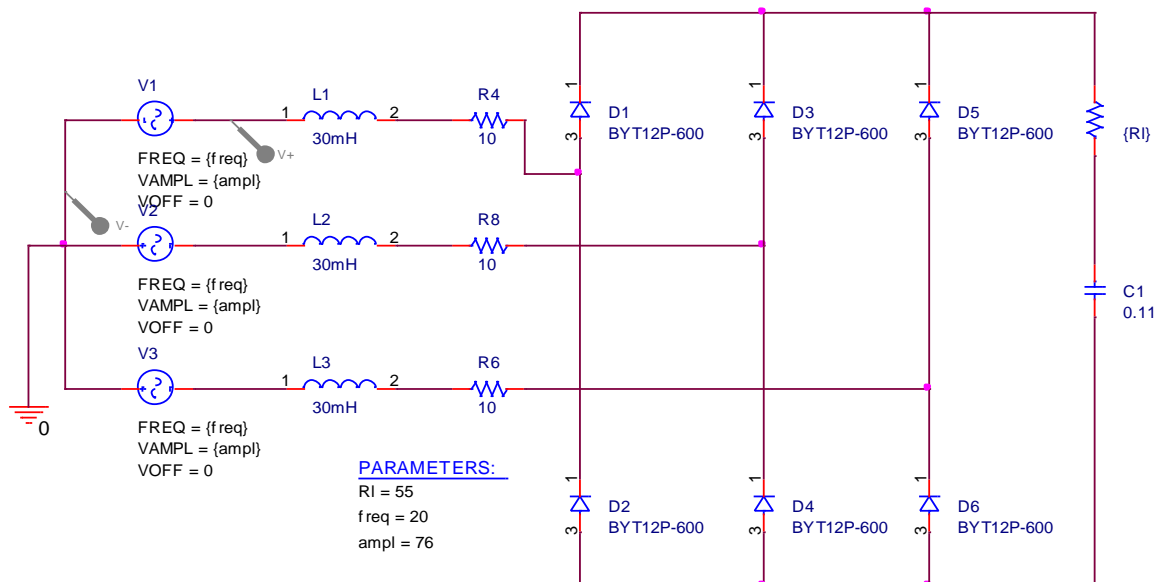 V1
1
L1
2
30mH
R4
10
V+
FREQ = {freq}
VAMPL = {ampl}
VOFF = 0
V-
V2
1
L2
2
30mH
R8
10
FREQ = {freq}
VAMPL = {ampl}
VOFF = 0
V3
1
L3
2
30mH
R6
10
FREQ = {freq}
VAMPL = {ampl}
VOFF = 0
0
PARAMETERS:
RI = 55
freq = 20
ampl = 76
1
D1
BYT12P-600
3
1
D3
BYT12P-600
3
1
D5
BYT12P-600
3
{RI}
C1
0.11
1
D2
BYT12P-600
3
1
D4
BYT12P-600
3
1
D6
BYT12P-600
3